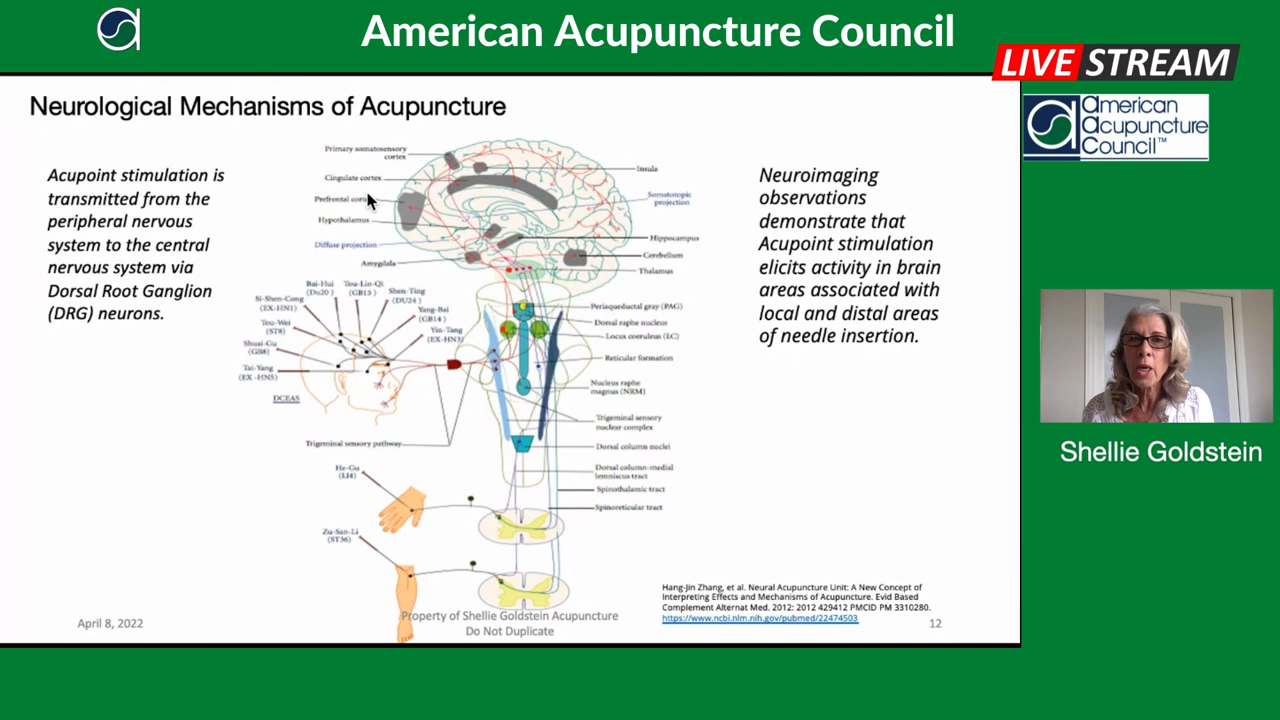 American Acupuncture Council
LIVE STREAM
american
acupuncture
council™
Neurological Mechanisms of Acupuncture
Acupoint stimulation is
transmitted from the
peripheral nervous
system to the central
nervous system via
Dorsal Root Ganglion
(DRG) neurons.
Primary somatosensory
cortex
Cingulate cortex
Prefrontal
Hypothalamus
Diffuse projection
Amygdala
Insula
Somatotopic
projection
Hippocampus
Cerebellum
Thalamus
Bai-Hui
(Du20)
Tou-Lin-Qi
(GB15)
Shen-Ting
(DU24)
Si-Shen-Cong
(EX-HN1)
Yang-Bai
(GB14)
Tou-Wei
(ST8)
Yin-Tang
(EX-HN3)
Shuai-Gu
(GB8)
Tai-Yang
(EX -HN5)
DCEAS
Trigeminal sensory pathway
Periaqueductal gray (PAG)
Dorsal raphe nucleus
Locus coeruleus (LC)
Reticular formation
Nucleus raphe
magnus (NRM)
Trigeminal sensory
nuclear complex
Dorsal column nuclei
Dorsal column-medial
lemniscus tract
Spinothalamic tract
Spinoreticular tract
He-Gu
(LI4)
Zu-San-Li
(ST36)
Neuroimaging
observations
demonstrate that
Acupoint stimulation
elicits activity in brain
areas associated with
local and distal areas
of needle insertion.
Shellie Goldstein
Hang-Jin Zhang, et al. Neural Acupuncture Unit: A New Concept of
Interpreting Effects and Mechanisms of Acupuncture. Evid Based
Complement Alternat Med. 2012: 2012 429412 PMCID PM 3310280.
https://www.ncbi.nlm.nih.gov/pubmed/22474503
April 8, 2022
Property of Shellie Goldstein Acupuncture
Do Not Duplicate
12